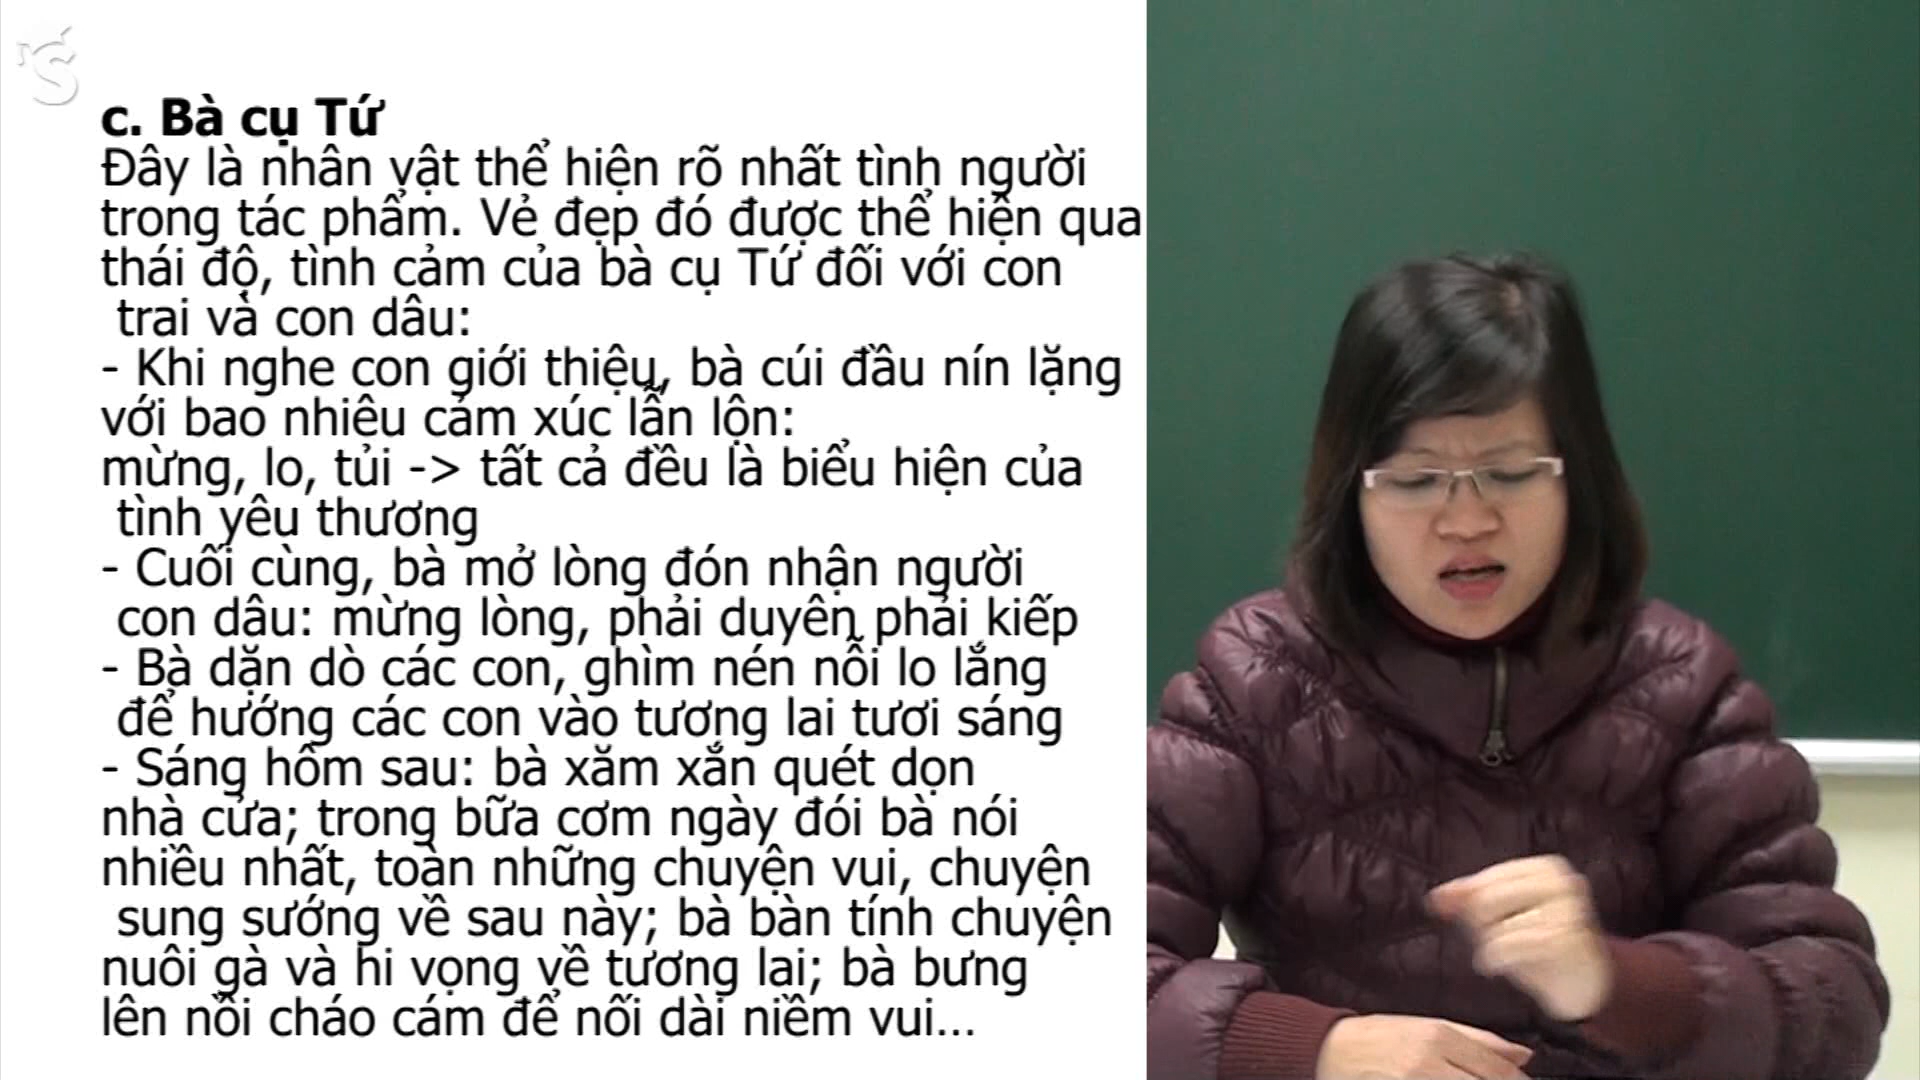 c. Bà cụ Tứ
Đây là nhân vật thể hiện rõ nhất tình người
trong tác phẩm. Vẻ đẹp đó được thể hiện qua
thái độ, tình cảm của bà cụ Tứ đối với con
trai và con dâu:
- Khi nghe con giới thiệu, bà cúi đầu nín lặng
với bao nhiêu cảm xúc lẫn lộn:
mừng, lo, tủi -> tất cả đều là biểu hiện của
tình yêu thương
- Cuối cùng, bà mở lòng đón nhận người
con dâu: mừng lòng, phải duyên phải kiếp
- Bà dặn dò các con, ghìm nén nỗi lo lắng
để hướng các con vào tương lai tươi sáng
- Sáng hôm sau: bà xăm xắn quét dọn
nhà cửa; trong bữa cơm ngày đói bà nói
nhiều nhất, toàn những chuyện vui, chuyện
sung sướng về sau này; bà bàn tính chuyện
nuôi gà và hi vọng về tương lai; bà bưng
lên nồi cháo cám để nối dài niềm vui...